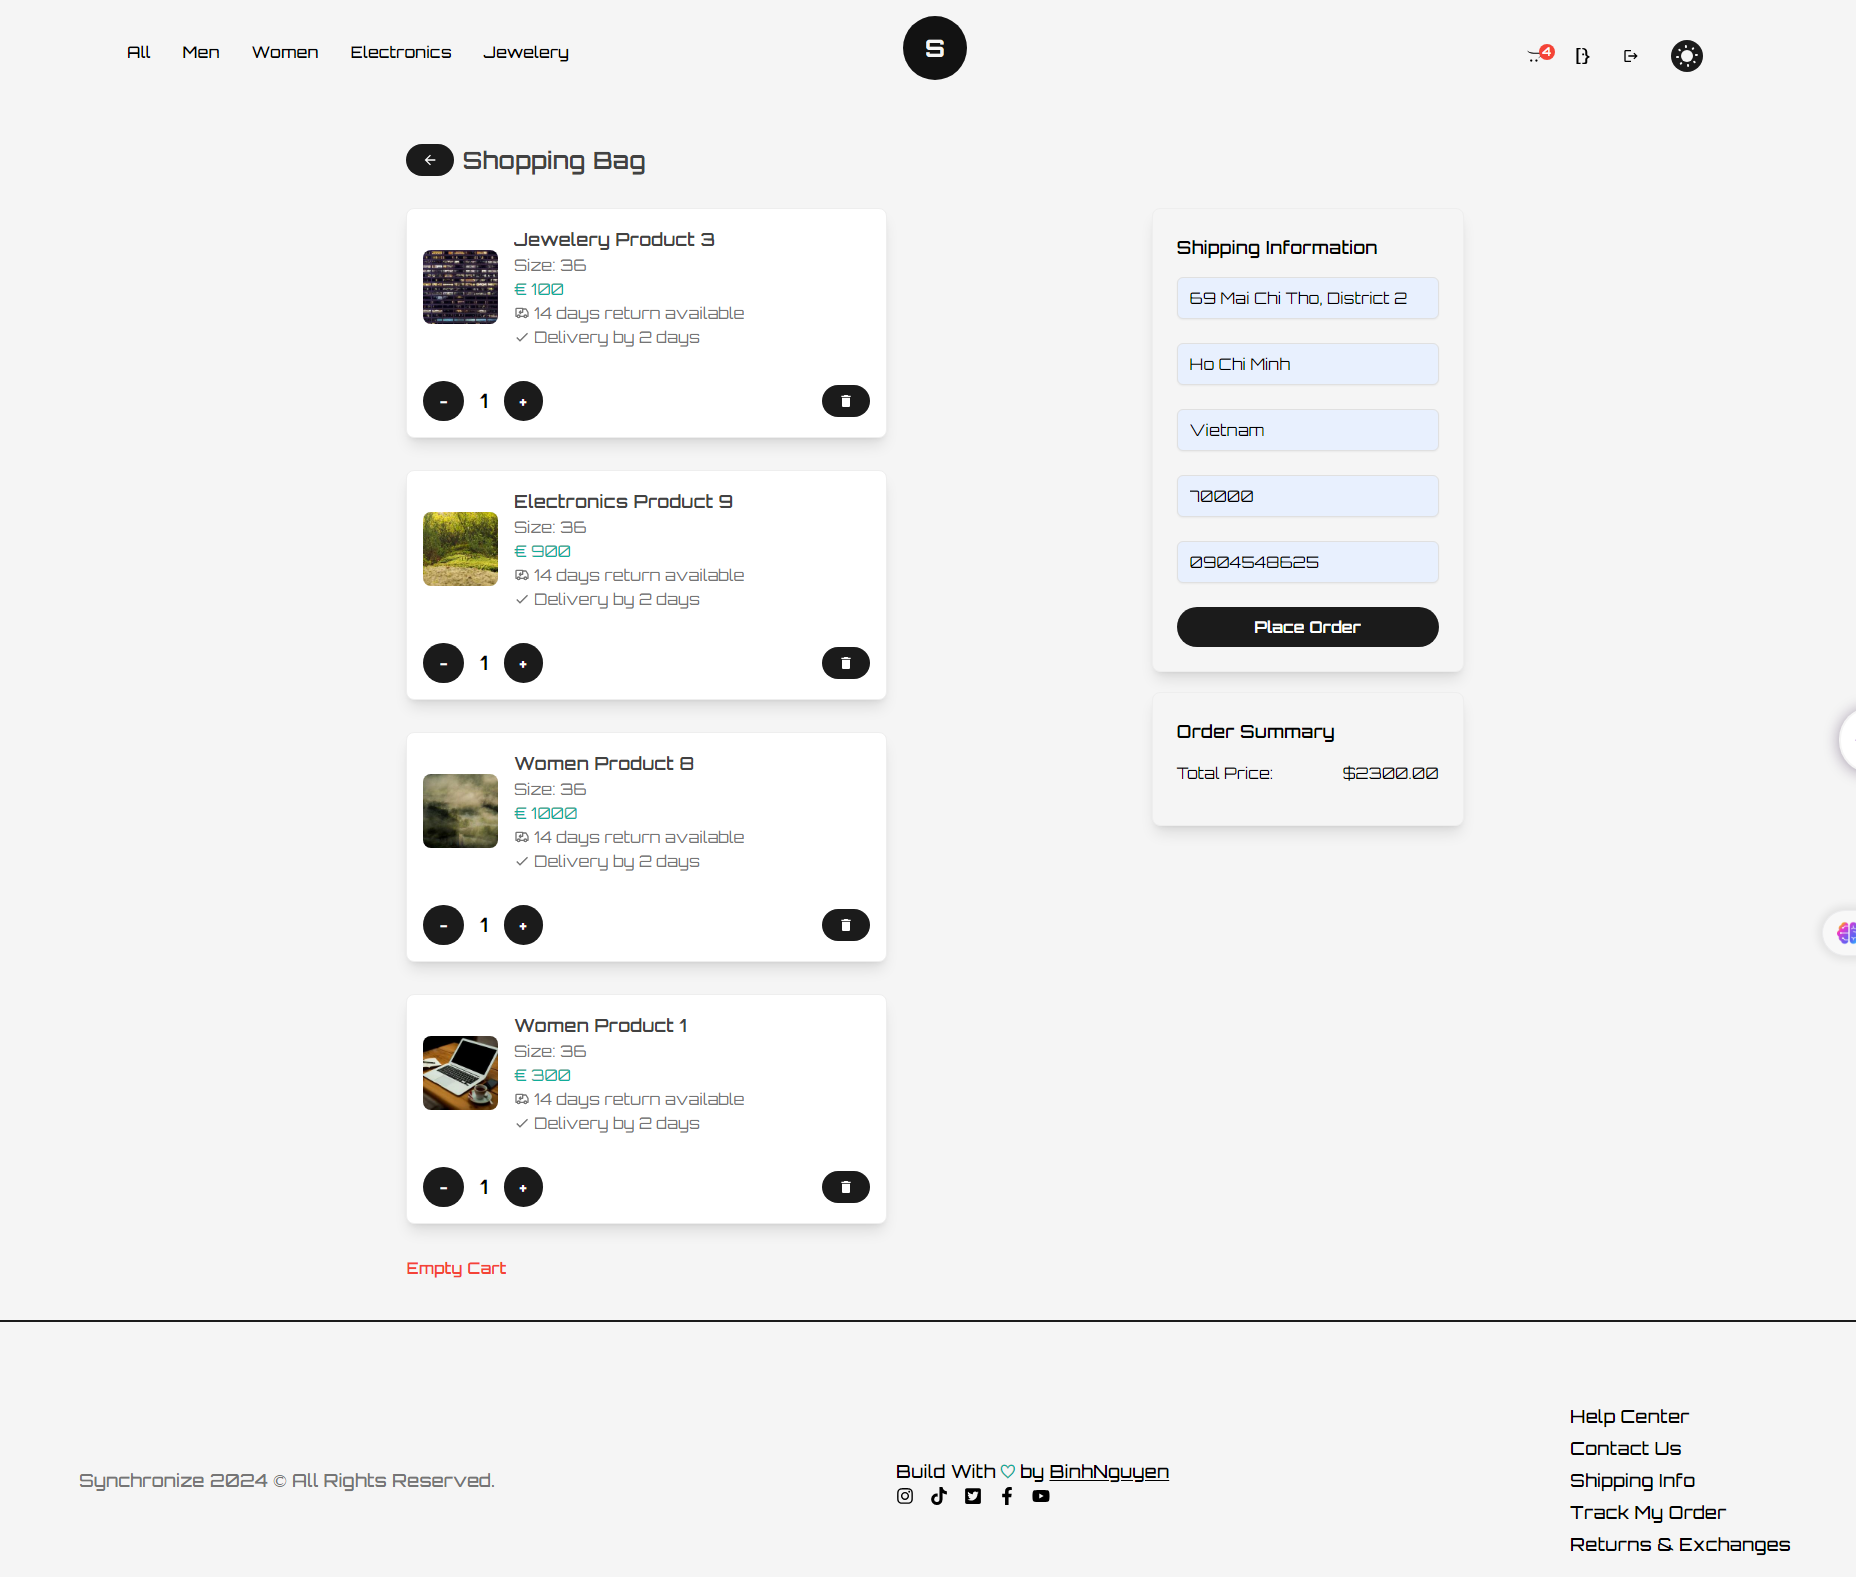 All Men Women Electronics Jewelery
S
4
Shopping Bag
Jewelery Product 3
Size: 36
€ 100
14 days return available
Delivery by 2 days
- 1 +
Electronics Product 9
Size: 36
€ 900
14 days return available
Delivery by 2 days
- 1 +
Women Product 8
Size: 36
€ 1000
14 days return available
Delivery by 2 days
- 1 +
Women Product 1
Size: 36
€ 300
14 days return available
Delivery by 2 days
- 1 +
Empty Cart
Shipping Information
69 Mai Chi Tho, District 2
Ho Chi Minh
Vietnam
70000
0904548625
Place Order
Order Summary
Total Price: $2300.00
Synchronize 2024 © All Rights Reserved.
Build With ♡ by BinhNguyen
Help Center
Contact Us
Shipping Info
Track My Order
Returns & Exchanges